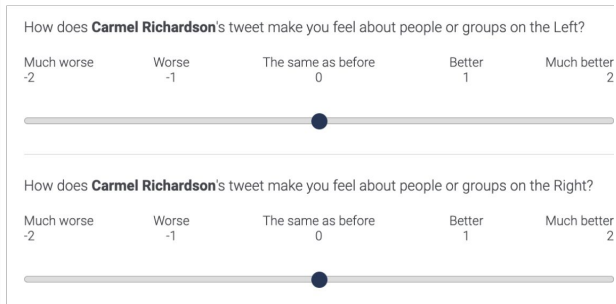 How does Carmel Richardson's tweet make you feel about people or groups on the Left?
Much worse Worse The same as before Better Much better
-2 -1 0 1 2
How does Carmel Richardson's tweet make you feel about people or groups on the Right?
Much worse Worse The same as before Better Much better
-2 -1 0 1 2